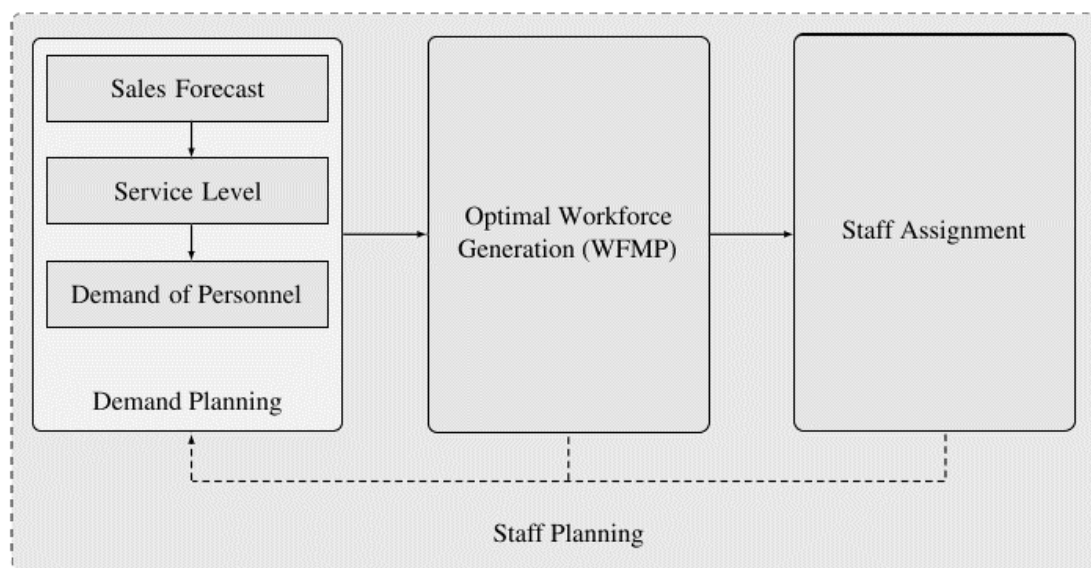 Sales Forecast
Service Level
Demand of Personnel
Demand Planning
Optimal Workforce
Generation (WFMP)
Staff Assignment
Staff Planning